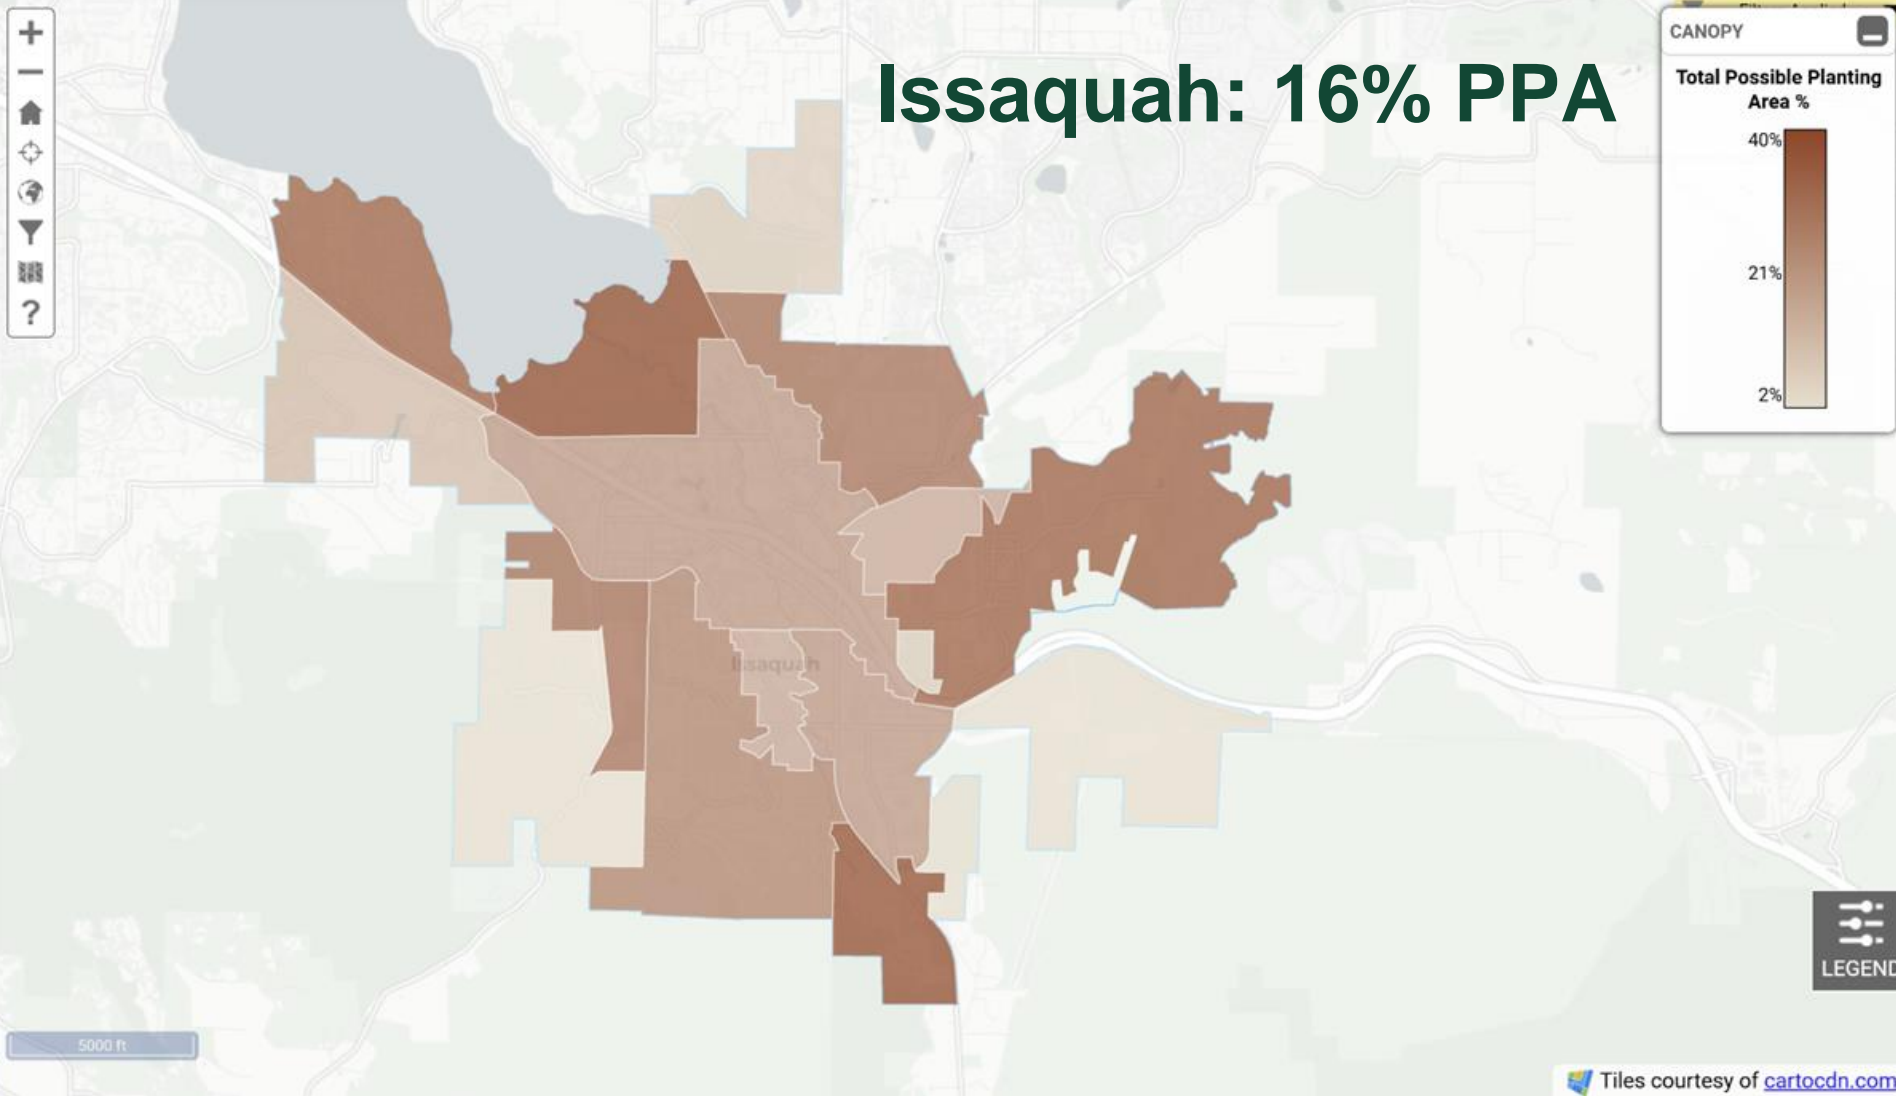 Issaquah: 16% PPA
CANOPY
Total Possible Planting
Area %
40%
21%
2%
Issaquah
LEGEND
5000 ft
Tiles courtesy of cartocdn.com